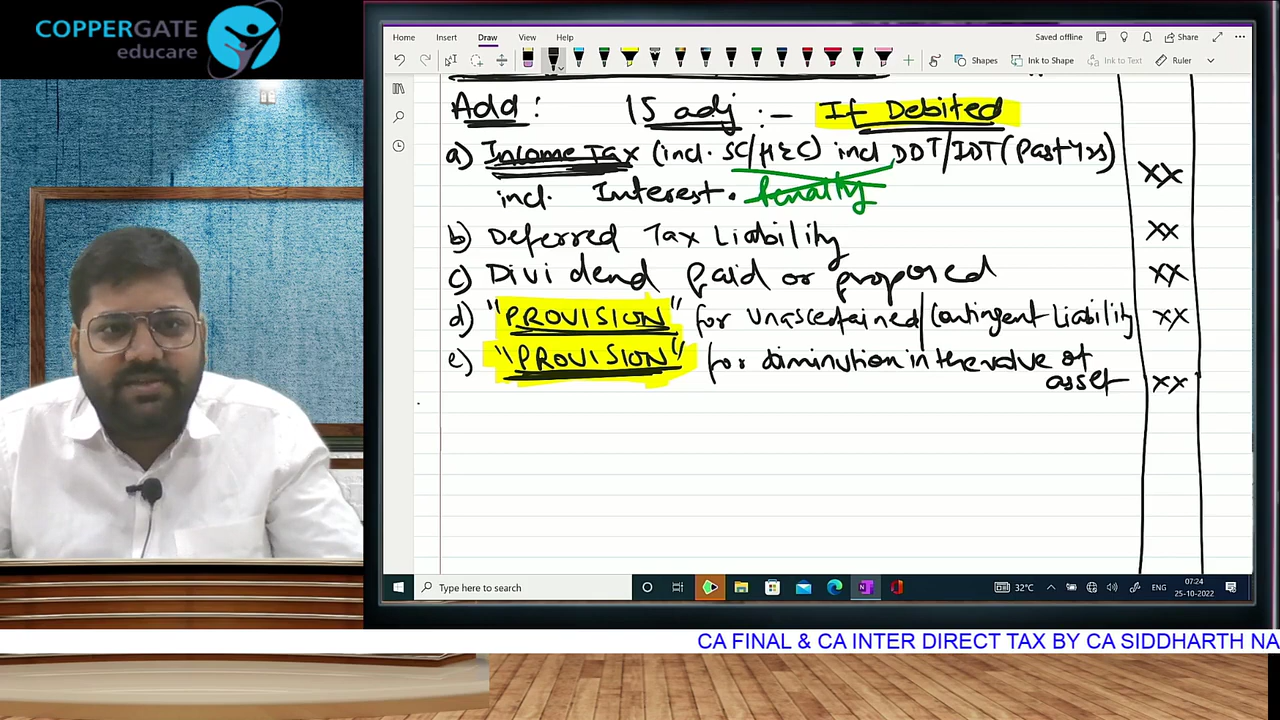 COPPERGATE
educare
Home Insert Draw View Help
Saved offline
Share
Shapes
Ink to Shape
Ink to Text
Ruler
Add: 15 adj :- If Debited
a) Income Tax (incl. SC/H&EC) incl DDT/IDT (Past Yrs) xx
incl. Interest. Penalty
b) Deferred Tax Liability xx
c) Dividend paid or proposed xx
d) "PROVISION" for unascertained/Contingent Liability xx
e) "PROVISION" for diminution in the value of
asset xx
Type here to search
32°C
ENG
07:24
25-10-2022
CA FINAL & CA INTER DIRECT TAX BY CA SIDDHARTH NA